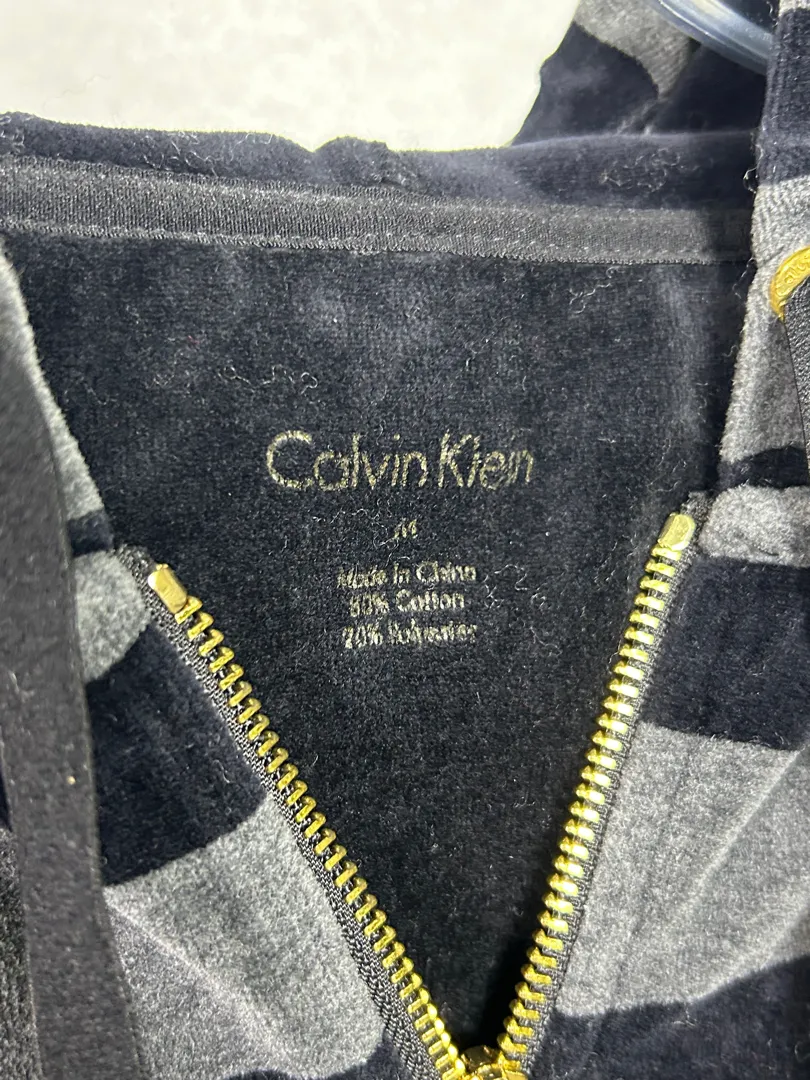 Calvin Klein
M
Made In China
80% Cotton
20% Polyester